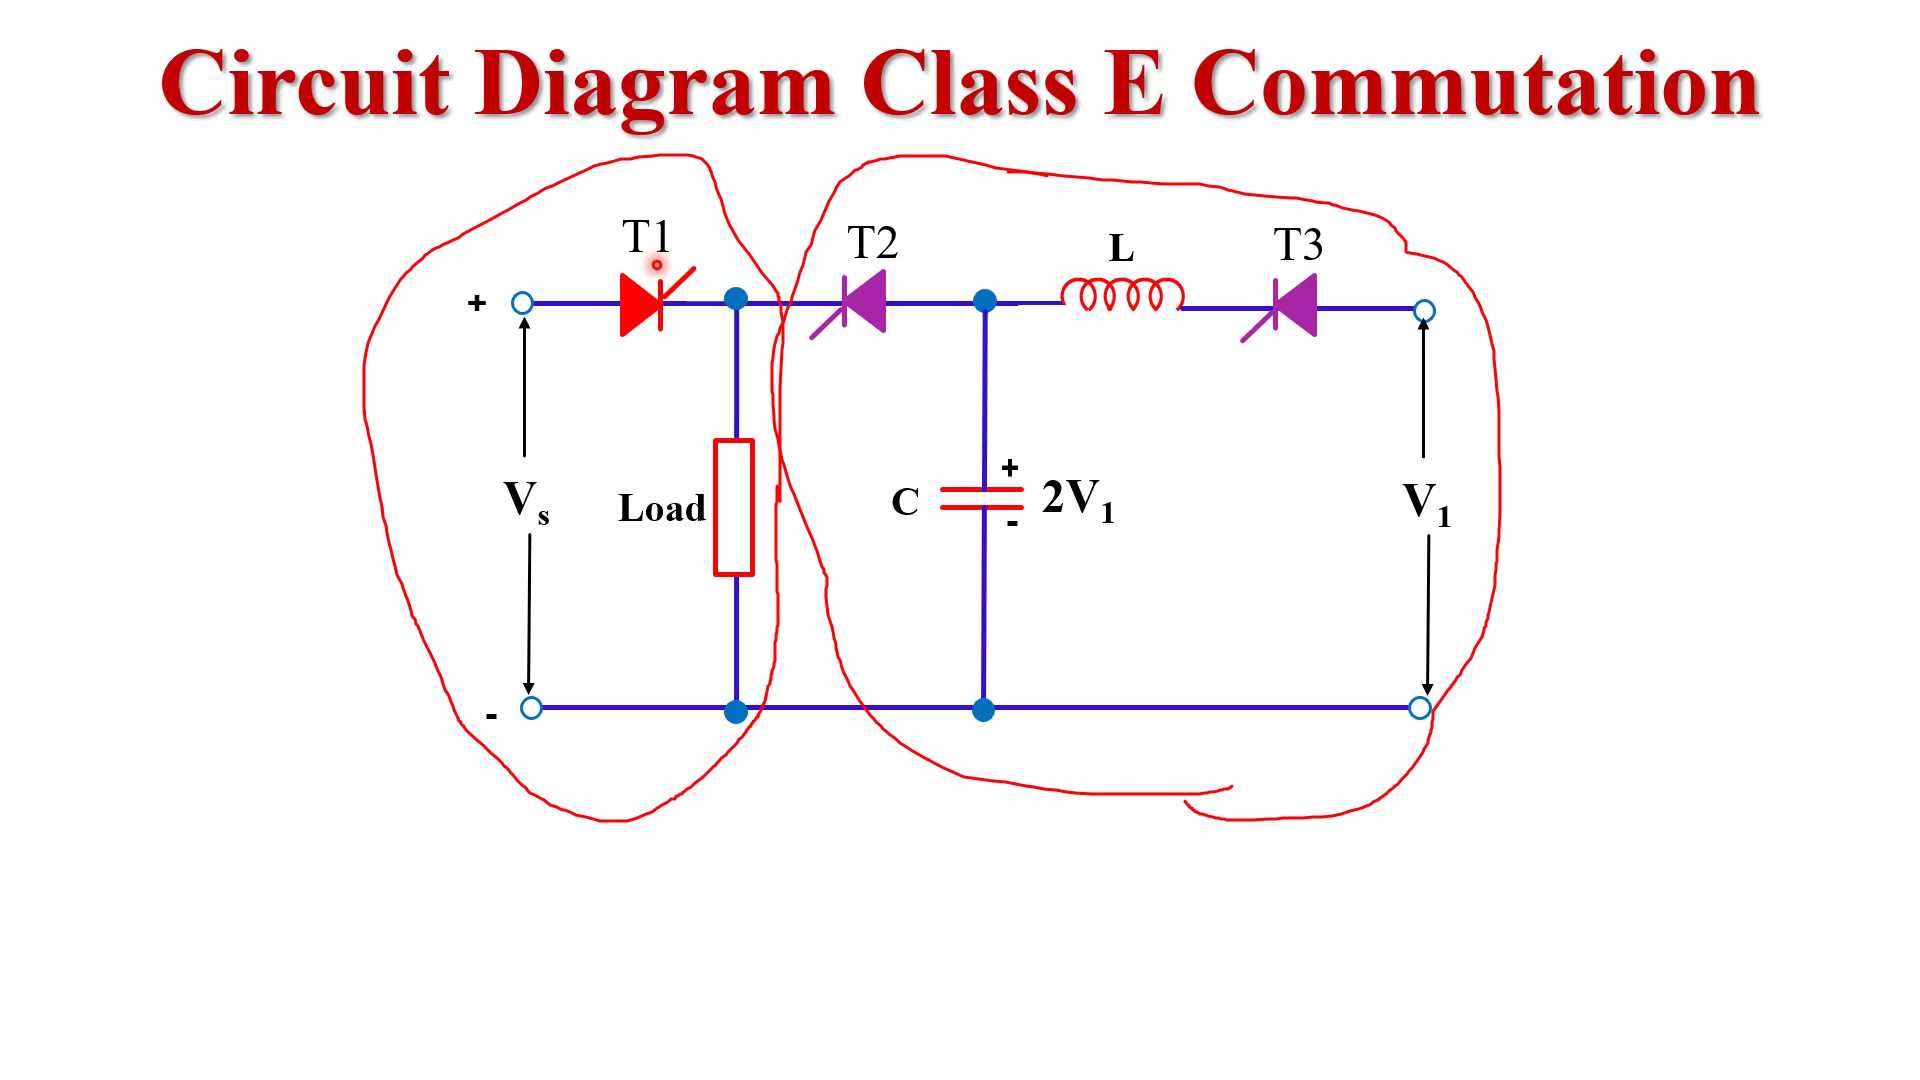 Circuit Diagram Class E Commutation
T1
T2
L
T3
+
Vs
Load
C
+
-
2V1
V1
-